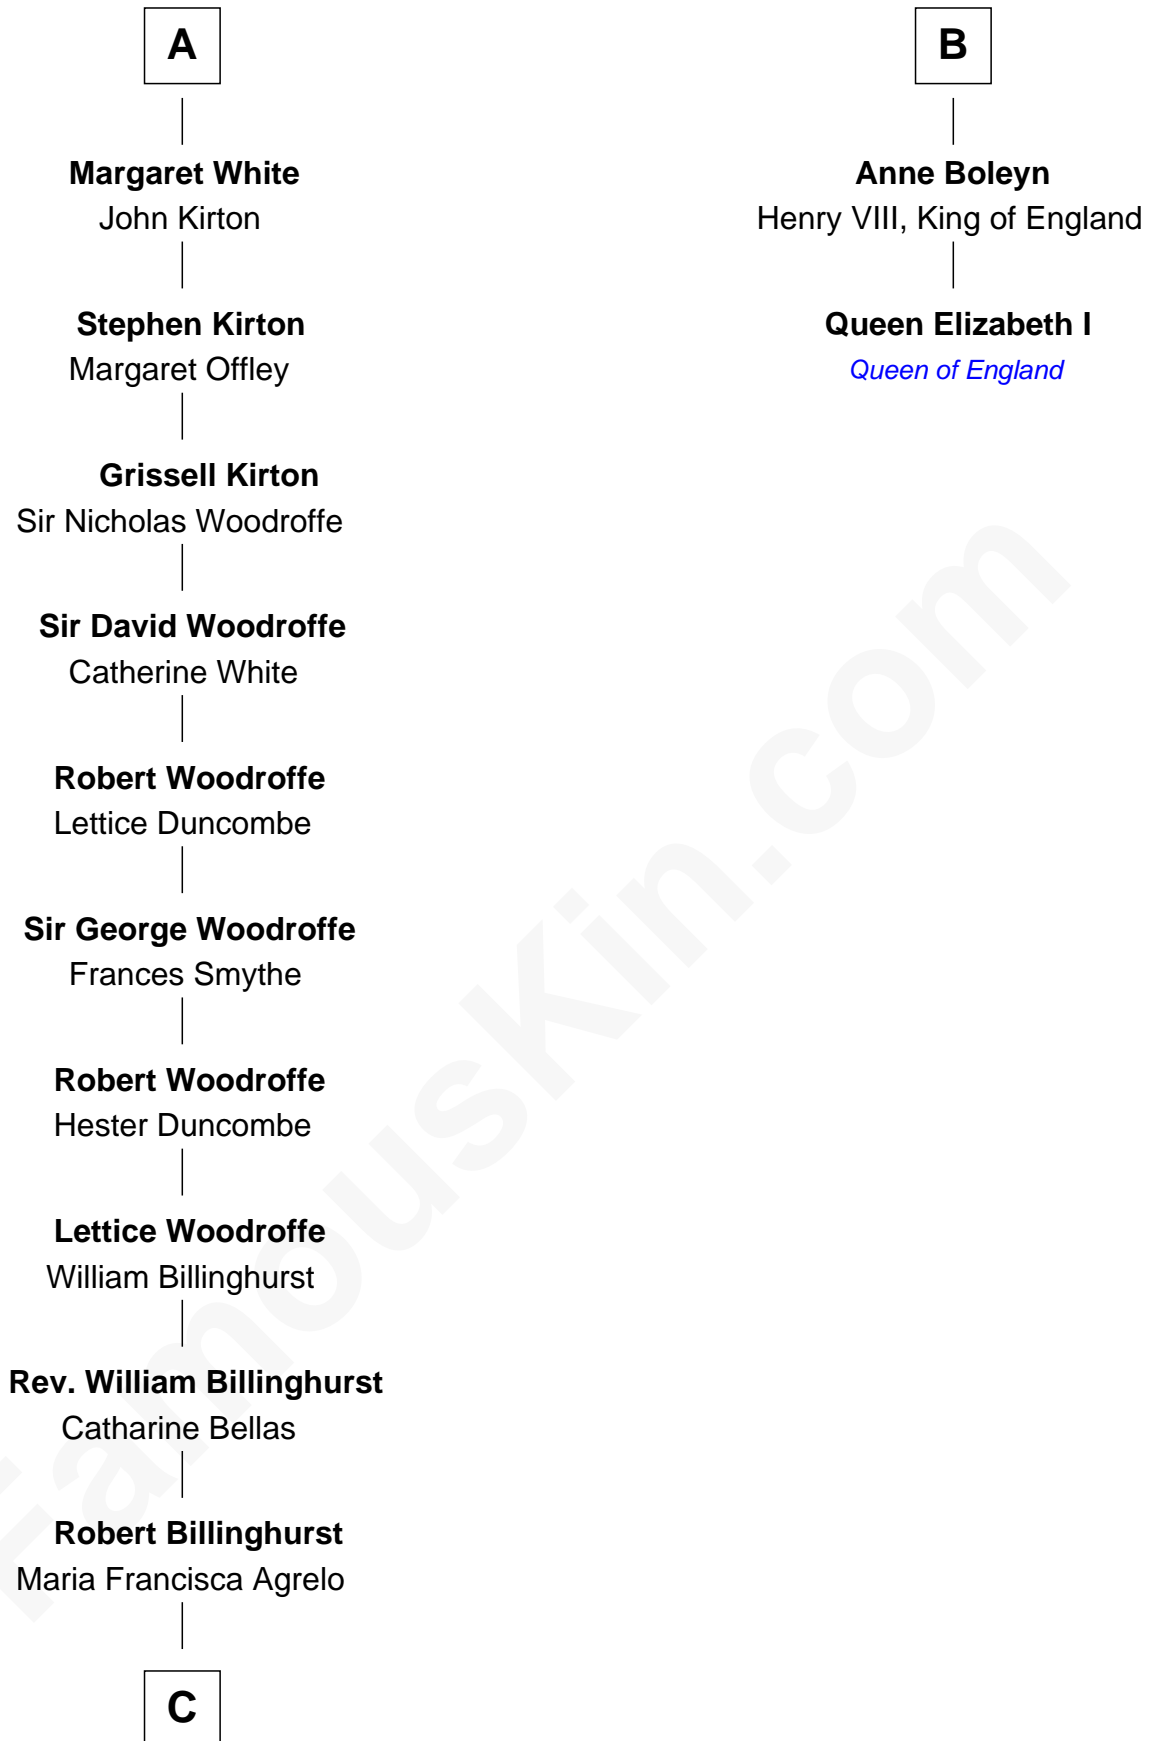 A
Margaret White
John Kirton
Stephen Kirton
Margaret Offley
Grissell Kirton
Sir Nicholas Woodroffe
Sir David Woodroffe
Catherine White
Robert Woodroffe
Lettice Duncombe
Sir George Woodroffe
Frances Smythe
Robert Woodroffe
Hester Duncombe
Lettice Woodroffe
William Billinghurst
Rev. William Billinghurst
Catharine Bellas
Robert Billinghurst
Maria Francisca Agrelo
C
B
Anne Boleyn
Henry VIII, King of England
Queen Elizabeth I
Queen of England
FamousKin.com